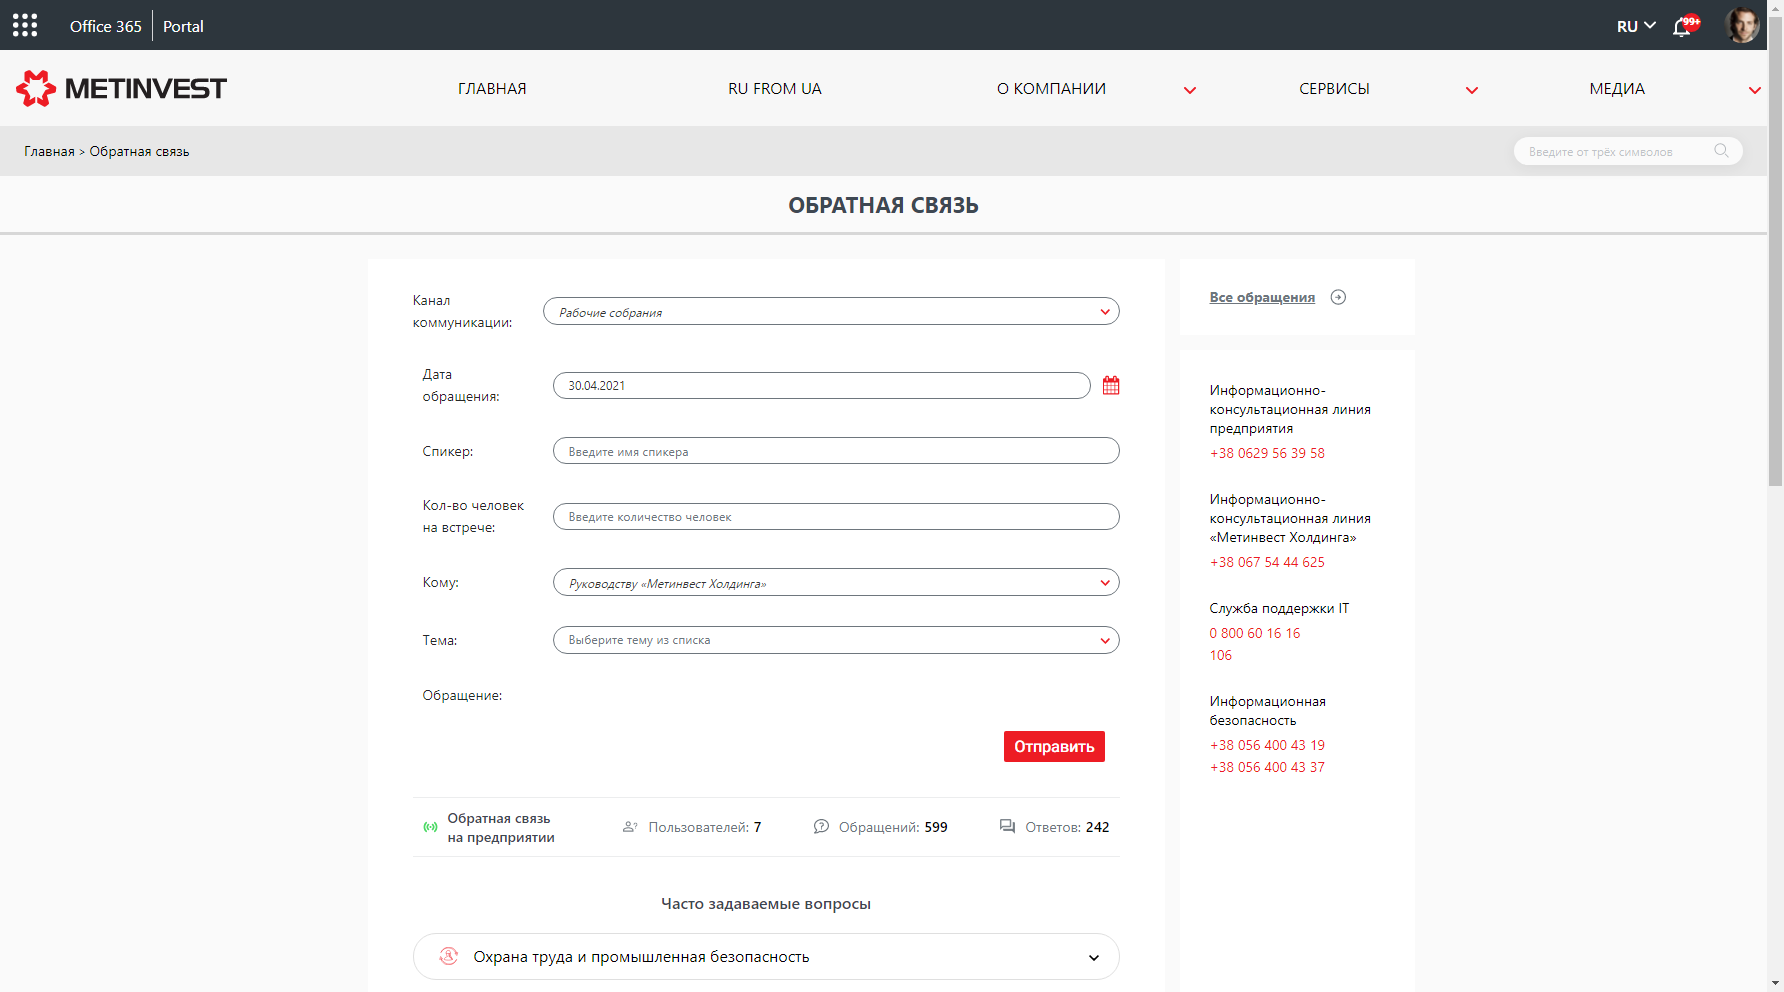 Office 365
Portal
RU
99+
METINVEST
ГЛАВНАЯ
RU FROM UA
О КОМПАНИИ
СЕРВИСЫ
МЕДИА
Главная > Обратная связь
Введите от трёх символов
ОБРАТНАЯ СВЯЗЬ
Канал
коммуникации:
Рабочие собрания
Дата
обращения:
30.04.2021
Спикер:
Введите имя спикера
Кол-во человек
на встрече:
Введите количество человек
Кому:
Руководству «Метинвест Холдинга»
Тема:
Выберите тему из списка
Обращение:
Отправить
Обратная связь
на предприятии
Пользователей: 7
Обращений: 599
Ответов: 242
Часто задаваемые вопросы
Охрана труда и промышленная безопасность
Все обращения
Информационно-
консультационная линия
предприятия
+38 0629 56 39 58
Информационно-
консультационная линия
«Метинвест Холдинга»
+38 067 54 44 625
Служба поддержки IT
0 800 60 16 16
106
Информационная
безопасность
+38 056 400 43 19
+38 056 400 43 37